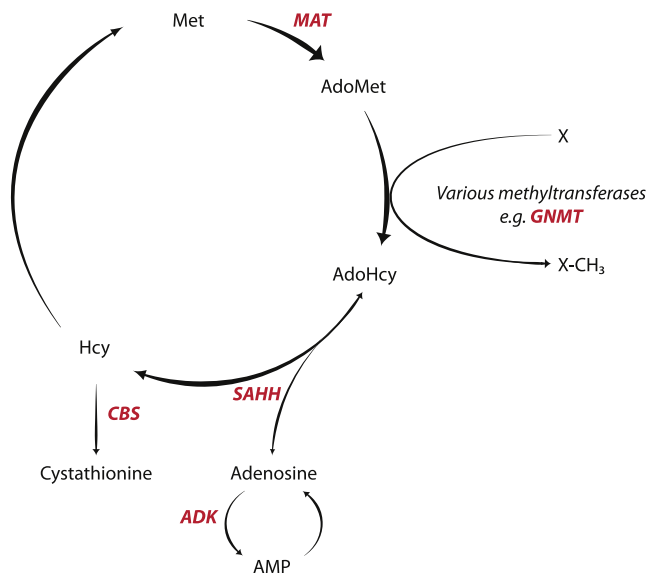 Met
MAT
AdoMet
X
Various methyltransferases
e.g. GNMT
X-CH₃
AdoHcy
Hcy
SAHH
CBS
Cystathionine
Adenosine
ADK
AMP